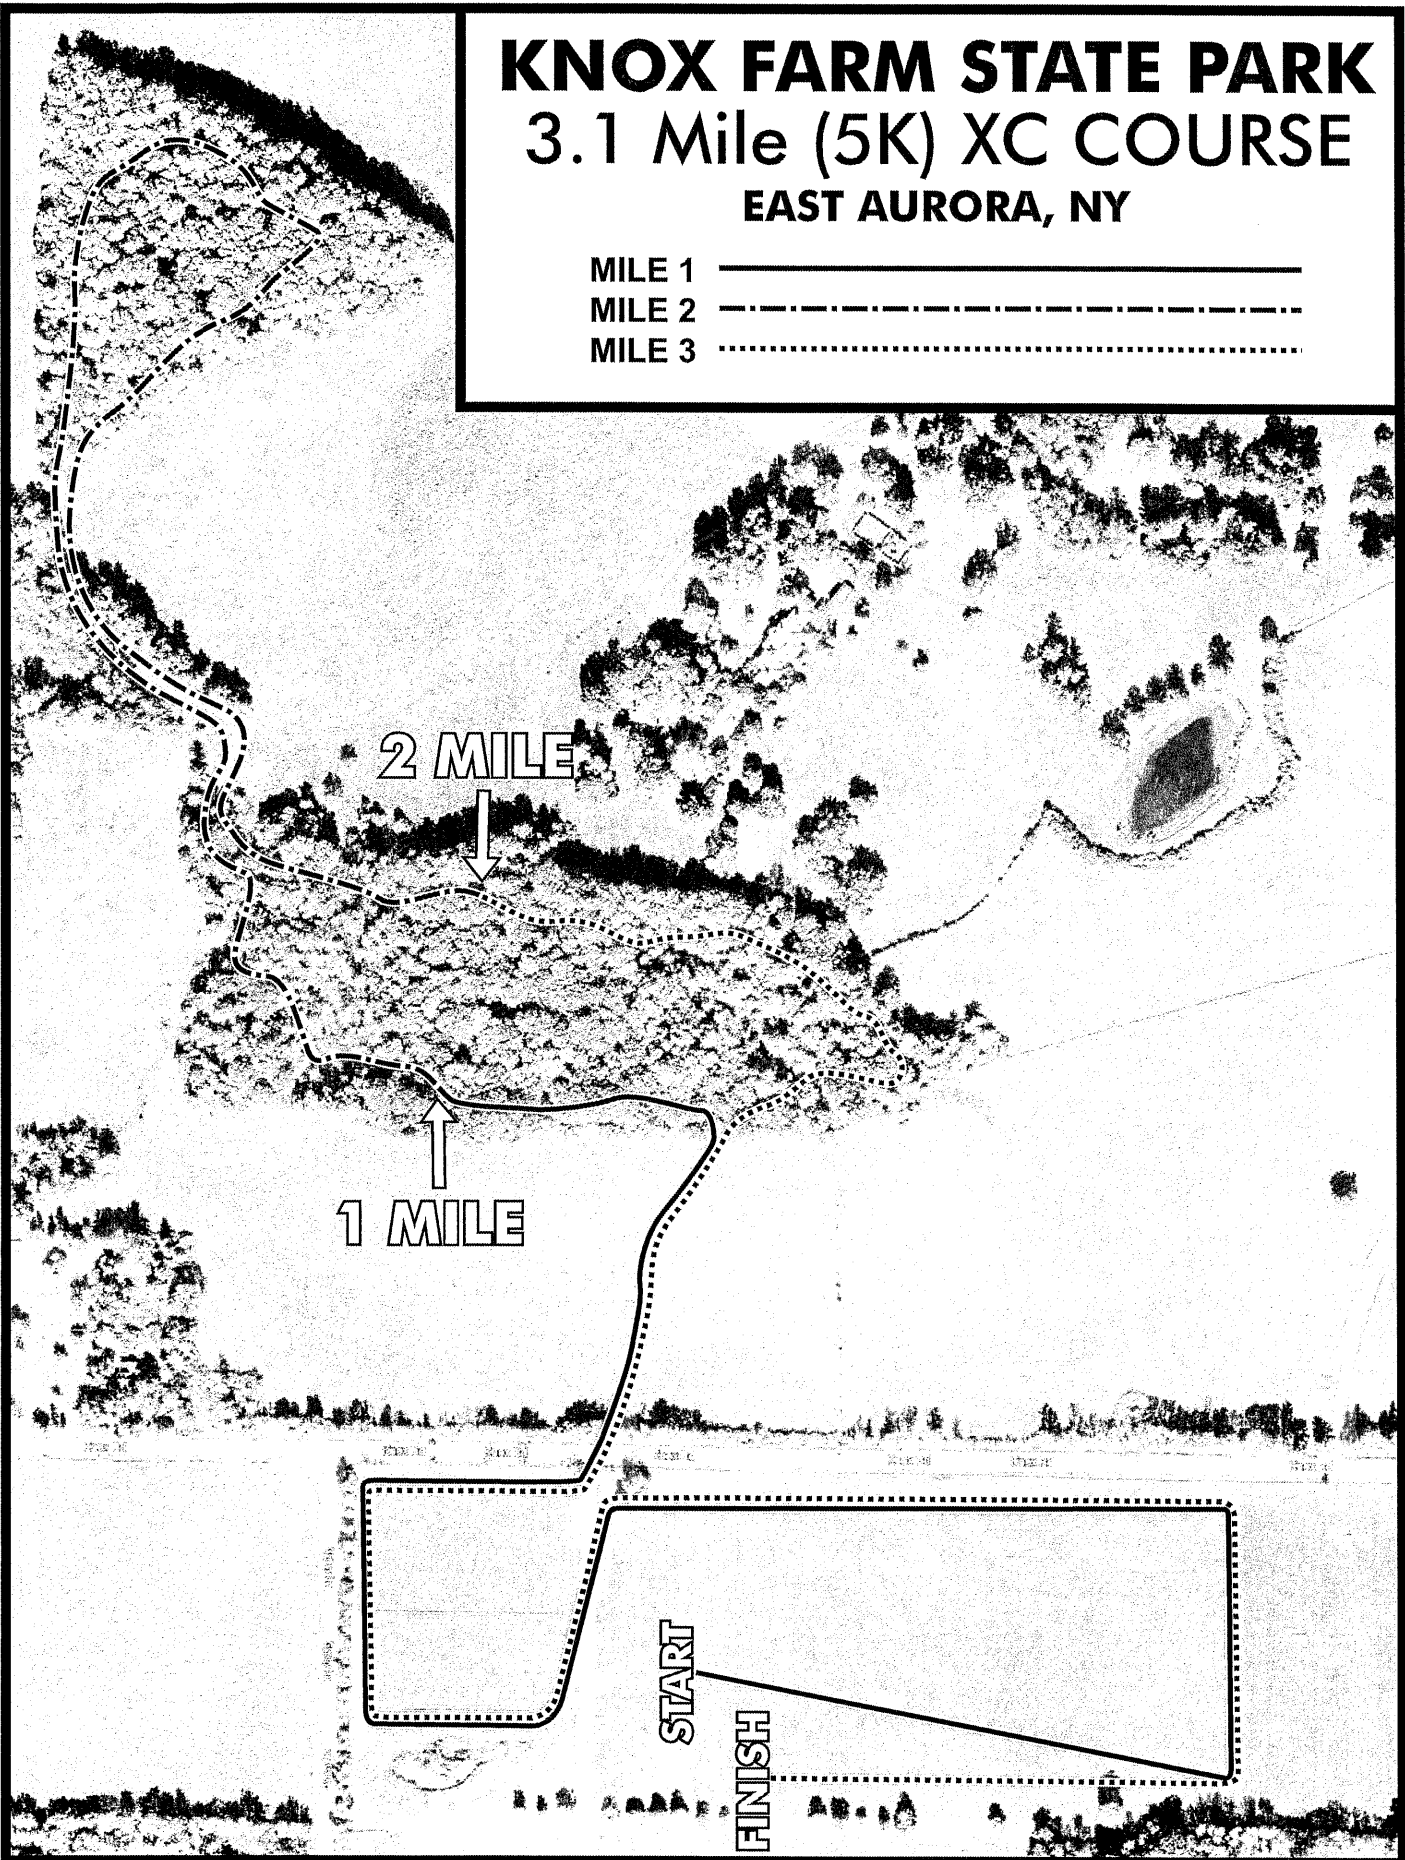 KNOX FARM STATE PARK
3.1 Mile (5K) XC COURSE
EAST AURORA, NY
MILE 1
MILE 2
MILE 3
2 MILE
1 MILE
START
FINISH